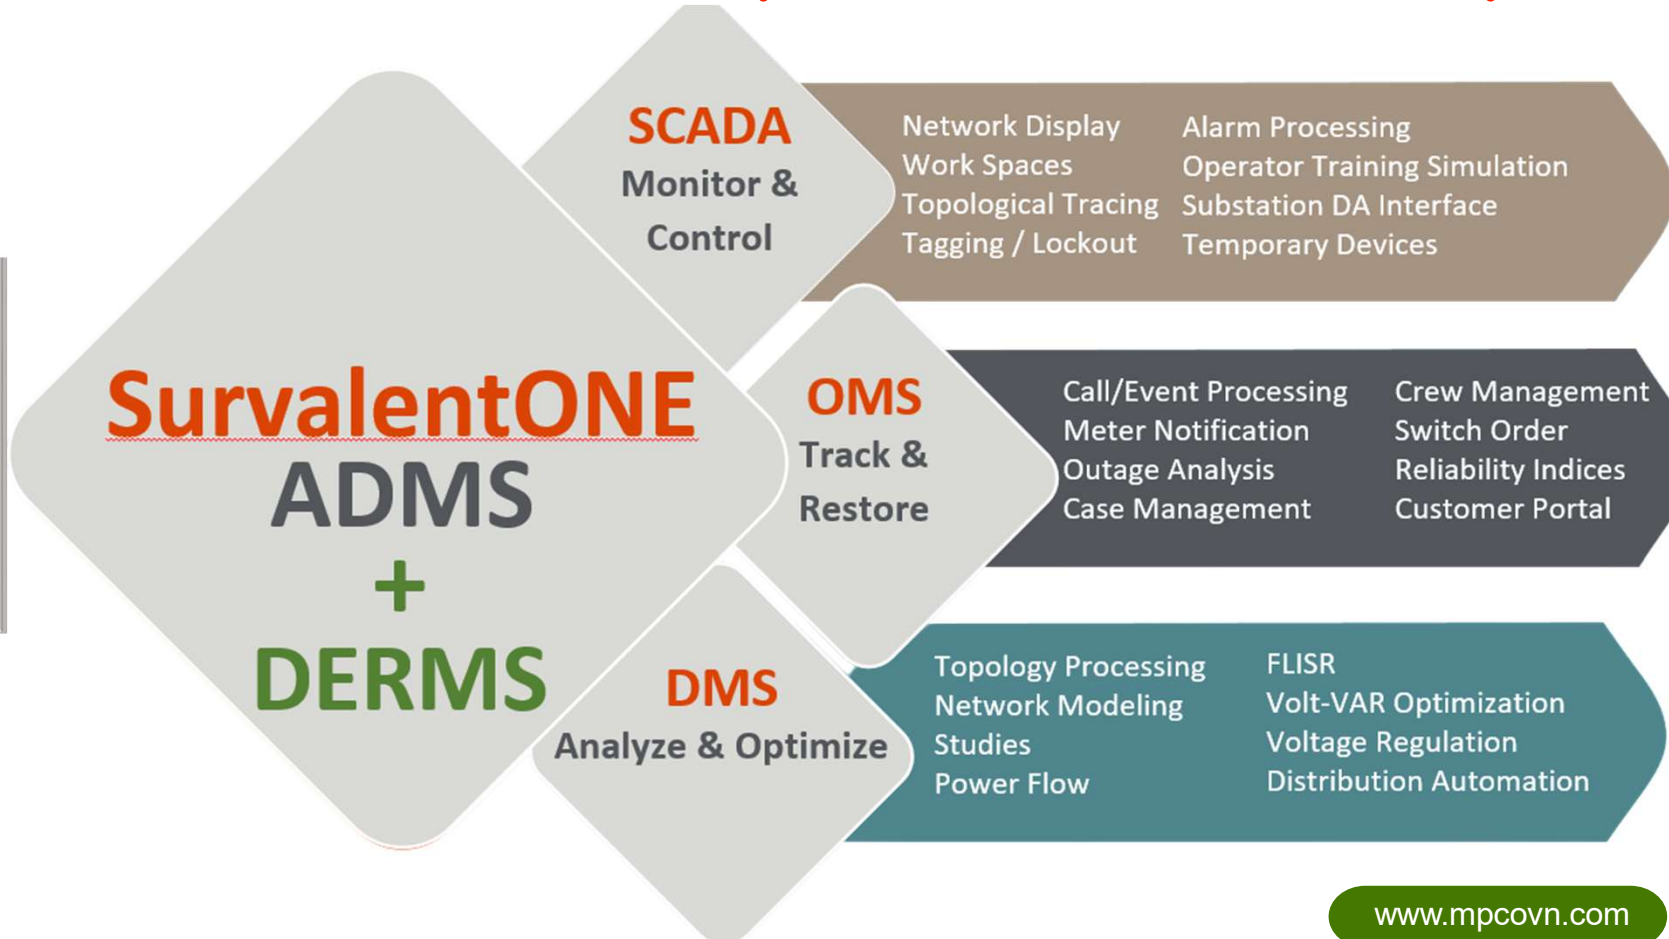 SCADA
Monitor &
Control
Network Display
Work Spaces
Topological Tracing
Tagging / Lockout
Alarm Processing
Operator Training Simulation
Substation DA Interface
Temporary Devices
SurvalentONE
ADMS
+
DERMS
OMS
Track &
Restore
Call/Event Processing
Meter Notification
Outage Analysis
Case Management
Crew Management
Switch Order
Reliability Indices
Customer Portal
DMS
Analyze & Optimize
Topology Processing
Network Modeling
Studies
Power Flow
FLISR
Volt-VAR Optimization
Voltage Regulation
Distribution Automation
www.mpcovn.com